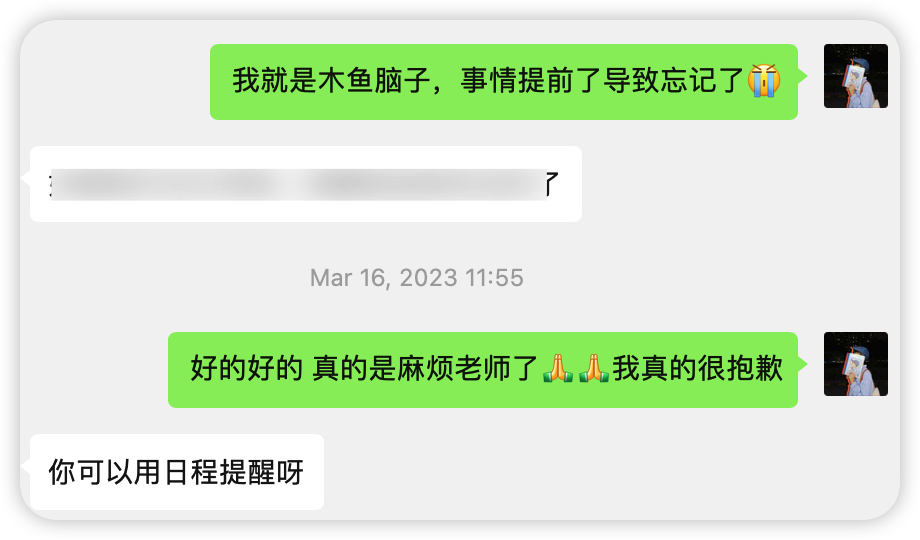 我就是木鱼脑子，事情提前了导致忘记了😭
了
Mar 16, 2023 11:55
好的好的 真的是麻烦老师了🙏🙏我真的很抱歉
你可以用日程提醒呀